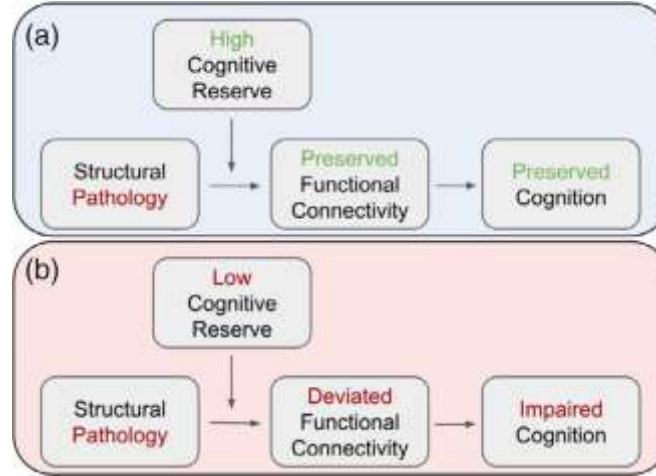 (a)
High
Cognitive
Reserve
Structural
Pathology
Preserved
Functional
Connectivity
Preserved
Cognition
(b)
Low
Cognitive
Reserve
Structural
Pathology
Deviated
Functional
Connectivity
Impaired
Cognition